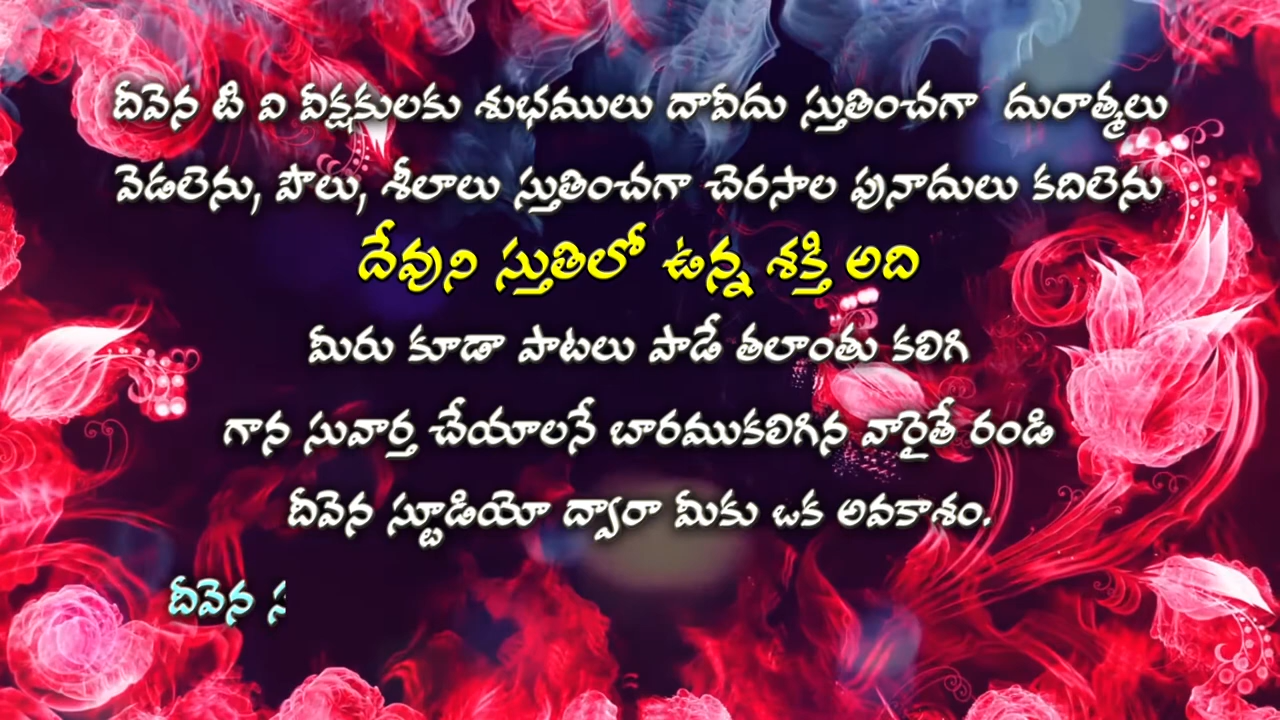 దీవెన టి వి వీక్షకులకు శుభములు దావీదు స్తుతించగా దురాత్మలు
వెడలెను, పౌలు, శీలాలు స్తుతించగా చెరసాల పునాదులు కదిలెను
దేవుని స్తుతిలో ఉన్న శక్తి అది
మీరు కూడా పాటలు పాడే తలాంతు కలిగి
గాన సువార్త చేయాలనే బారముకలిగిన వారైతే రండి
దీవెన స్టూడియో ద్వారా మీకు ఒక అవకాశం.
దీవెన